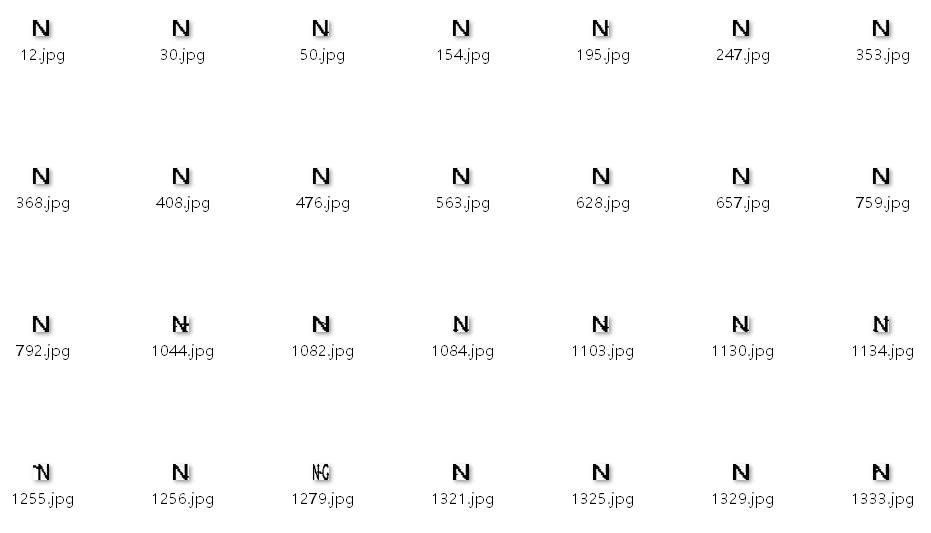 N N N N N N N
12.jpg 30.jpg 50.jpg 154.jpg 195.jpg 247.jpg 353.jpg
N N N N N N N
368.jpg 408.jpg 476.jpg 563.jpg 628.jpg 657.jpg 759.jpg
N N N N N N N
792.jpg 1044.jpg 1082.jpg 1084.jpg 1103.jpg 1130.jpg 1134.jpg
N N N-C N N N N
1255.jpg 1256.jpg 1279.jpg 1321.jpg 1325.jpg 1329.jpg 1333.jpg